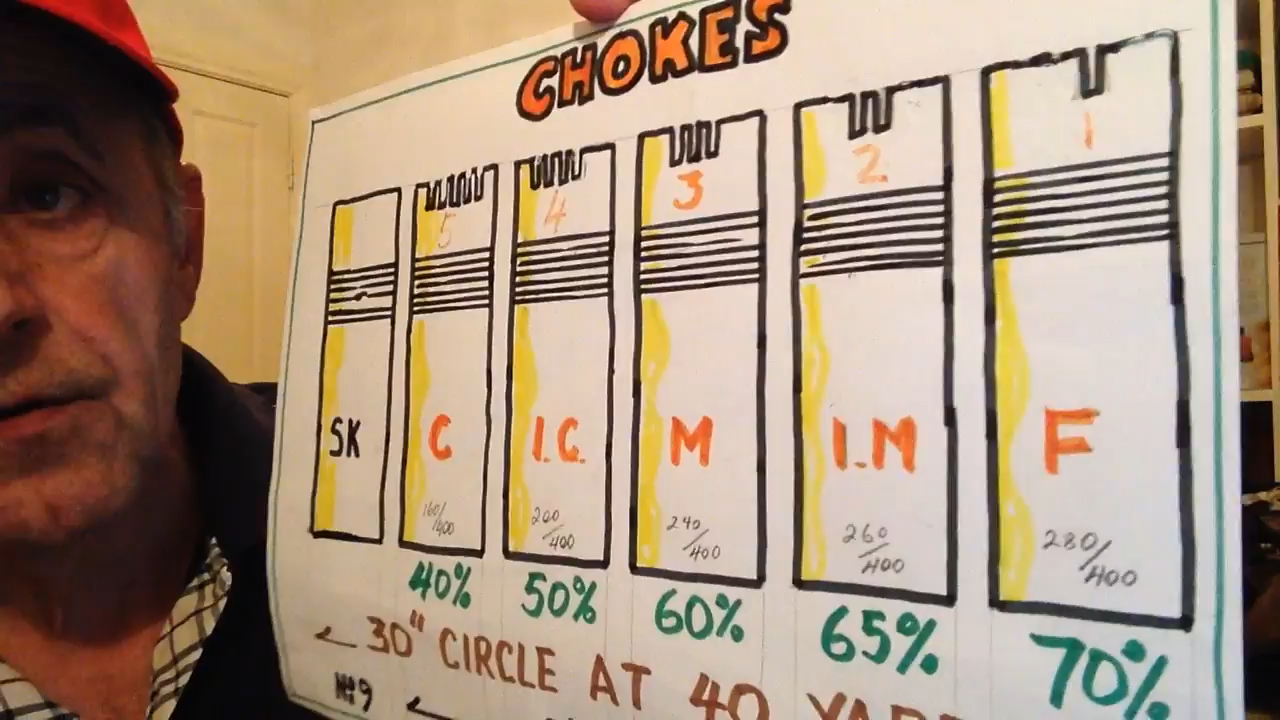 CHOKES
5 4 3 2 1
SK C I.C. M I.M F
160/400 200/400 240/400 260/400 280/400
40% 50% 60% 65% 70%
30" CIRCLE AT 40